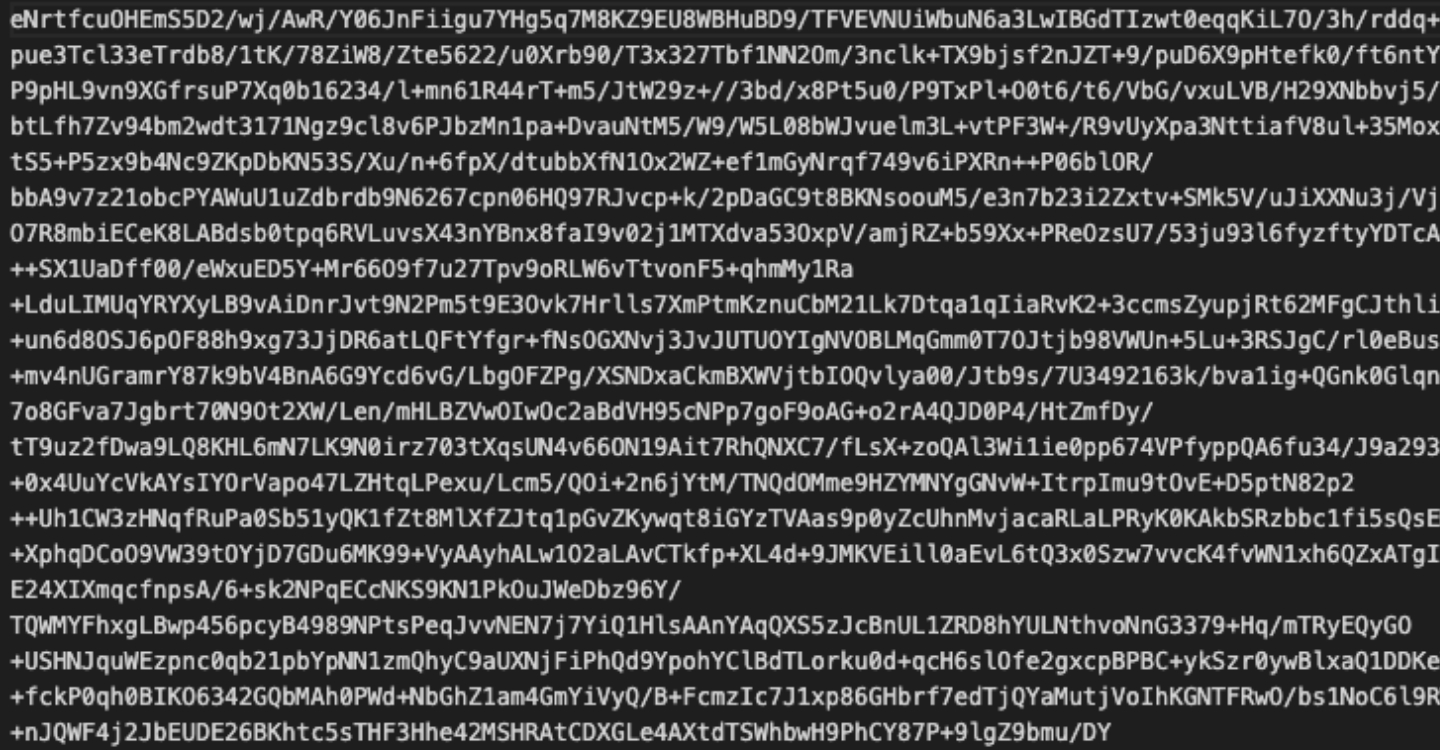 eNrtfcuOHEmS5D2/wj/AwR/Y06JnFiigu7YHg5q7M8KZ9EU8WBHuBD9/TFVEVNUiWbuN6a3LwIBGdTIzwt0eqqKiL7O/3h/rddq+
pue3Tcl33eTrdb8/1tK/78ZiW8/Zte5622/u0Xrb90/T3x327Tbf1NN2Om/3nclk+TX9bjsf2nJZT+9/puD6X9pHtefk0/ft6ntY
P9pHL9vn9XGfrsuP7Xq0b16234/l+mn61R44rT+m5/JtW29z+//3bd/x8Pt5u0/P9TxPl+O0t6/t6/VbG/vxuLVB/H29XNbbvj5/
btLfh7Zv94bm2wdt3171Ngz9cl8v6PJbzMn1pa+DvauNtM5/W9/W5L08bWJvuelm3L+vtPF3W+/R9vUyXpa3NttiafV8ul+35Mox
tS5+P5zx9b4Nc9ZKpDbKN53S/Xu/n+6fpX/dtubbXfN1Ox2WZ+ef1mGyNrqf749v6iPXRn++P06blOR/
bbA9v7z21obcPYAWuU1uZdbrdb9N6267cpn06HQ97RJvcp+k/2pDaGC9t8BKNsoouM5/e3n7b23i2Zxtv+SMk5V/uJiXXNu3j/Vj
O7R8mbiECeK8LABdsb0tpq6RVLuvsX43nYBnx8faI9v02j1MTXdva53OxpV/amjRZ+b59Xx+PReOzsU7/53ju93l6fyzftyYDTcA
++SX1UaDff00/eWxuED5Y+Mr66O9f7u27Tpv9oRLW6vTtvonF5+qhmMy1Ra
+LduLIMUqYRYXyLB9vAiDnrJvt9N2Pm5t9E3Ovk7Hrlls7XmPtmKznuCbM21Lk7Dtqa1qIiaRvK2+3ccmsZyupjRt62MFgCJthli
+un6d8OSJ6pOF88h9xg73JjDR6atLQFtYfgr+fNsOGXNvj3JvJUTUOYIgNVOBLMqGmm0T7OJtjb98VWUn+5Lu+3RSJgC/rl0eBus
+mv4nUGramrY87k9bV4BnA6G9Ycd6vG/LbgOFZPg/XSNDxaCkmBXWVjtbIOQvlya00/Jtb9s/7U3492163k/bva1ig+QGnk0Glqn
7o8GFva7Jgbrt70N9Ot2XW/Len/mHLBZVwOIwOc2aBdVH95cNPp7goF9oAG+o2rA4QJD0P4/HtZmfDy/
tT9uz2fDwa9LQ8KHL6mN7LK9N0irz703tXqsUN4v66ON19Ait7RhQNXC7/fLsX+zoQAl3Wi1ie0pp674VPfyppQA6fu34/J9a293
+0x4UuYcVkAYsIYOrVapo47LZHtqLPexu/Lcm5/QOi+2n6jYtM/TNQdOMme9HZYMNYgGNvW+ItrpImu9tOvE+D5ptN82p2
++Uh1CW3zHNqfRuPa0Sb51yQK1fZt8MlXfZJtq1pGvZKywqt8iGYzTVAas9p0yZcUhnMvjacaRLaLPRyK0KAkbSRzbbc1fi5sQsE
+XphqDCoO9VW39tOYjD7GDu6MK99+VyAAyhALw1O2aLAvCTkfp+XL4d+9JMKVEill0aEvL6tQ3x0Szw7vvcK4fvWN1xh6QZxATgI
E24XIXmqcfnpsA/6+sk2NPqECcNKS9KN1PkOuJWeDbz96Y/
TQWMYFhxgLBwp456pcyB4989NPtsPeqJvvNEN7j7YiQ1HlsAAnYAqQXS5zJcBnUL1ZRD8hYULNthvoNnG3379+Hq/mTRyEQyGO
+USHNJquWEzpnc0qb21pbYpNN1zmQhyC9aUXNjFiPhQd9YpohYClBdTLorku0d+qcH6slOfe2gxcpBPBC+ykSzr0ywBlxaQ1DDKe
+fckP0qh0BIKO6342GQbMAh0PWd+NbGhZ1am4GmYiVyQ/B+FcmzIc7J1xp86GHbrf7edTjQYaMutjVoIhKGNTFRwO/bs1NoC6l9R
+nJQWF4j2JbEUDE26BKhtc5sTHF3Hhe42MSHRAtCDXGLe4AXtdTSWhbwH9PhCY87P+9lgZ9bmu/DY